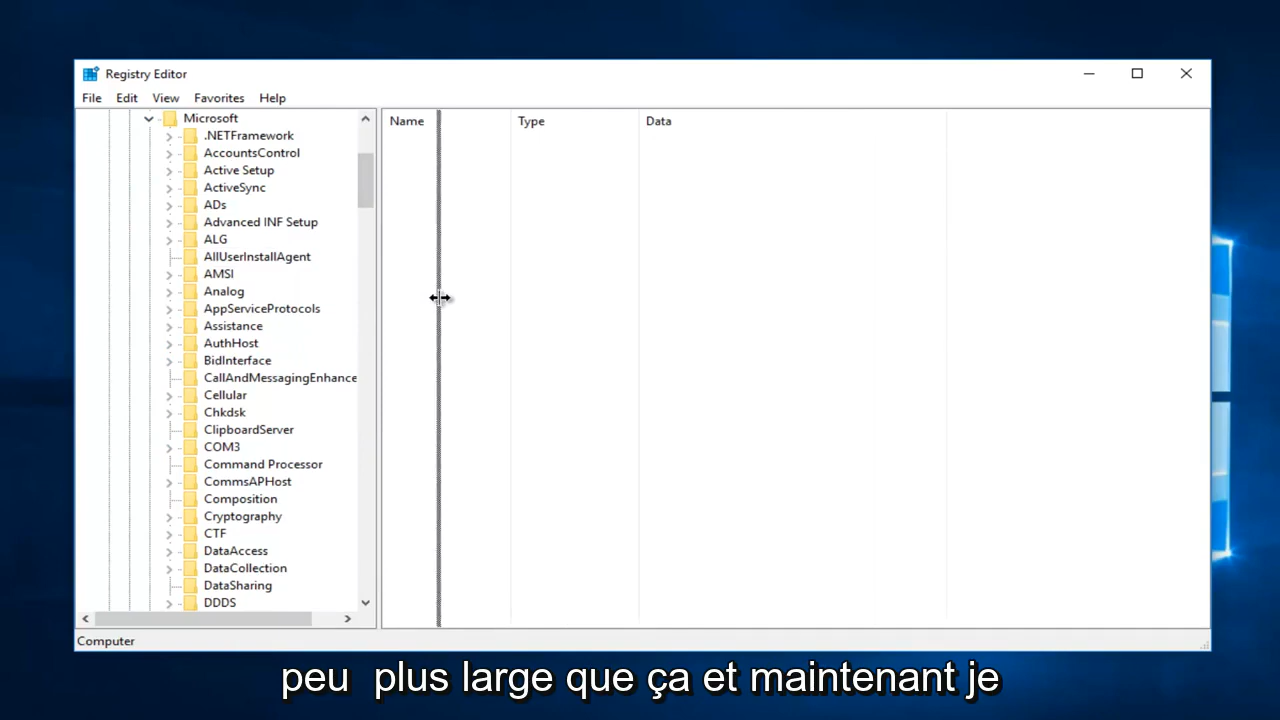 Registry Editor
File Edit View Favorites Help
Name Type Data
Microsoft
.NETFramework
AccountsControl
Active Setup
ActiveSync
ADs
Advanced INF Setup
ALG
AllUserInstallAgent
AMSI
Analog
AppServiceProtocols
Assistance
AuthHost
BidInterface
CallAndMessagingEnhance
Cellular
Chkdsk
ClipboardServer
COM3
Command Processor
CommsAPHost
Composition
Cryptography
CTF
DataAccess
DataCollection
DataSharing
DDDS
Computer
peu plus large que ça et maintenant je